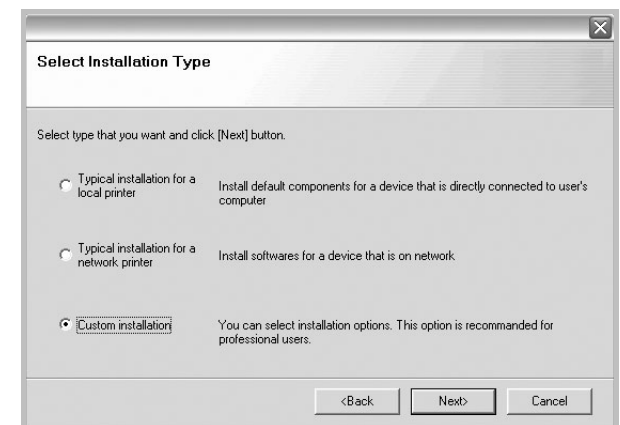 Select Installation Type
Select type that you want and click [Next] button.
Typical installation for a
local printer
Install default components for a device that is directly connected to user's
computer
Typical installation for a
network printer
Install softwares for a device that is on network
Custom installation
You can select installation options. This option is recommanded for
professional users.
<Back
Next>
Cancel